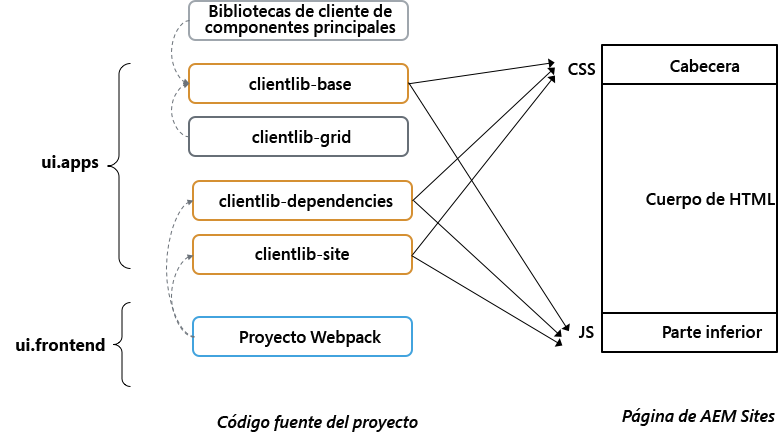 Bibliotecas de cliente de
componentes principales
clientlib-base
clientlib-grid
ui.apps
clientlib-dependencies
clientlib-site
ui.frontend
Proyecto Webpack
Código fuente del proyecto
CSS
JS
Cabecera
Cuerpo de HTML
Parte inferior
Página de AEM Sites